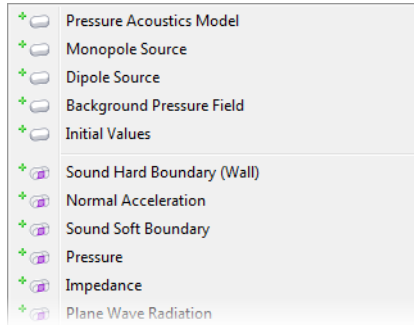 Pressure Acoustics Model
Monopole Source
Dipole Source
Background Pressure Field
Initial Values
Sound Hard Boundary (Wall)
Normal Acceleration
Sound Soft Boundary
Pressure
Impedance
Plane Wave Radiation